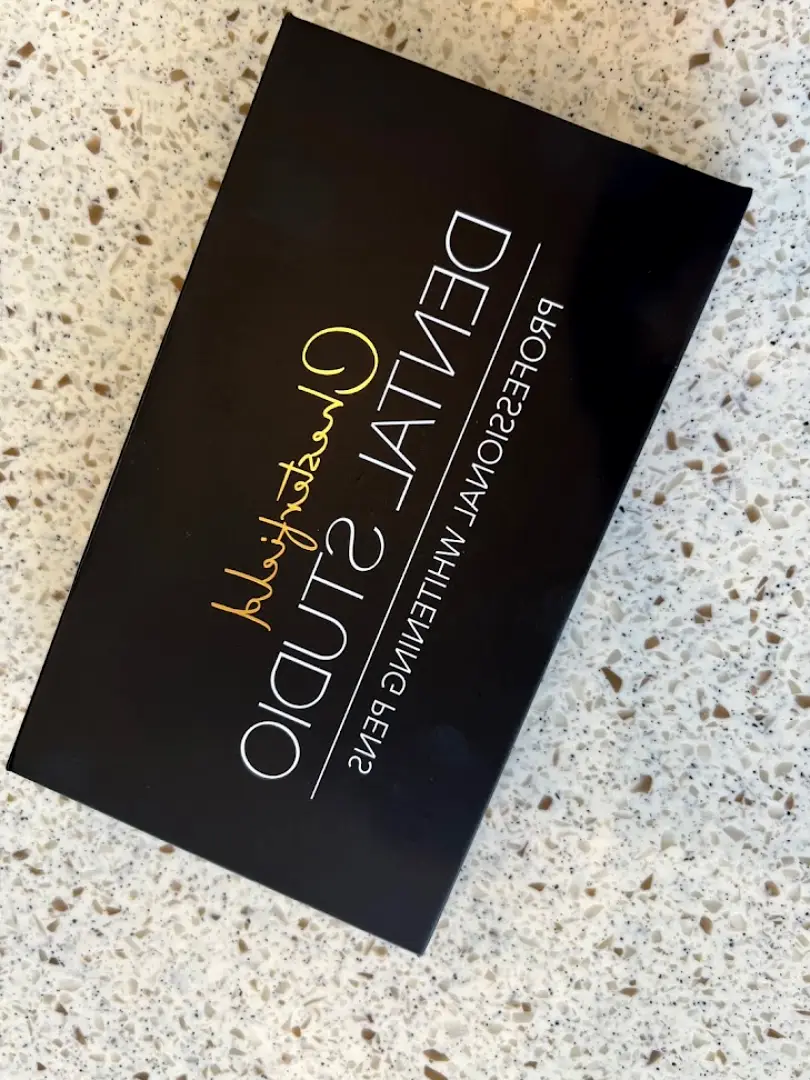 Chesterfield
DENTAL STUDIO
PROFESSIONAL WHITENING PENS